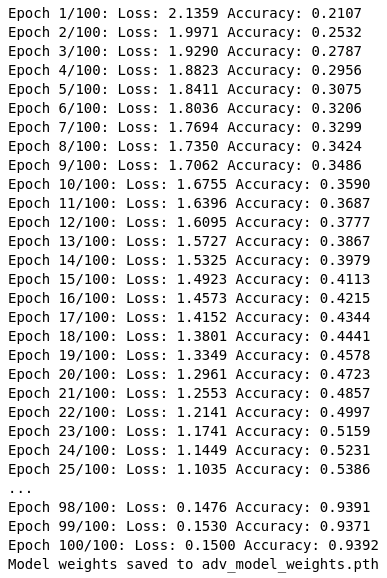 Epoch 1/100: Loss: 2.1359 Accuracy: 0.2107
Epoch 2/100: Loss: 1.9971 Accuracy: 0.2532
Epoch 3/100: Loss: 1.9290 Accuracy: 0.2787
Epoch 4/100: Loss: 1.8823 Accuracy: 0.2956
Epoch 5/100: Loss: 1.8411 Accuracy: 0.3075
Epoch 6/100: Loss: 1.8036 Accuracy: 0.3206
Epoch 7/100: Loss: 1.7694 Accuracy: 0.3299
Epoch 8/100: Loss: 1.7350 Accuracy: 0.3424
Epoch 9/100: Loss: 1.7062 Accuracy: 0.3486
Epoch 10/100: Loss: 1.6755 Accuracy: 0.3590
Epoch 11/100: Loss: 1.6396 Accuracy: 0.3687
Epoch 12/100: Loss: 1.6095 Accuracy: 0.3777
Epoch 13/100: Loss: 1.5727 Accuracy: 0.3867
Epoch 14/100: Loss: 1.5325 Accuracy: 0.3979
Epoch 15/100: Loss: 1.4923 Accuracy: 0.4113
Epoch 16/100: Loss: 1.4573 Accuracy: 0.4215
Epoch 17/100: Loss: 1.4152 Accuracy: 0.4344
Epoch 18/100: Loss: 1.3801 Accuracy: 0.4441
Epoch 19/100: Loss: 1.3349 Accuracy: 0.4578
Epoch 20/100: Loss: 1.2961 Accuracy: 0.4723
Epoch 21/100: Loss: 1.2553 Accuracy: 0.4857
Epoch 22/100: Loss: 1.2141 Accuracy: 0.4997
Epoch 23/100: Loss: 1.1741 Accuracy: 0.5159
Epoch 24/100: Loss: 1.1449 Accuracy: 0.5231
Epoch 25/100: Loss: 1.1035 Accuracy: 0.5386
...
Epoch 98/100: Loss: 0.1476 Accuracy: 0.9391
Epoch 99/100: Loss: 0.1530 Accuracy: 0.9371
Epoch 100/100: Loss: 0.1500 Accuracy: 0.9392
Model weights saved to adv_model_weights.pth